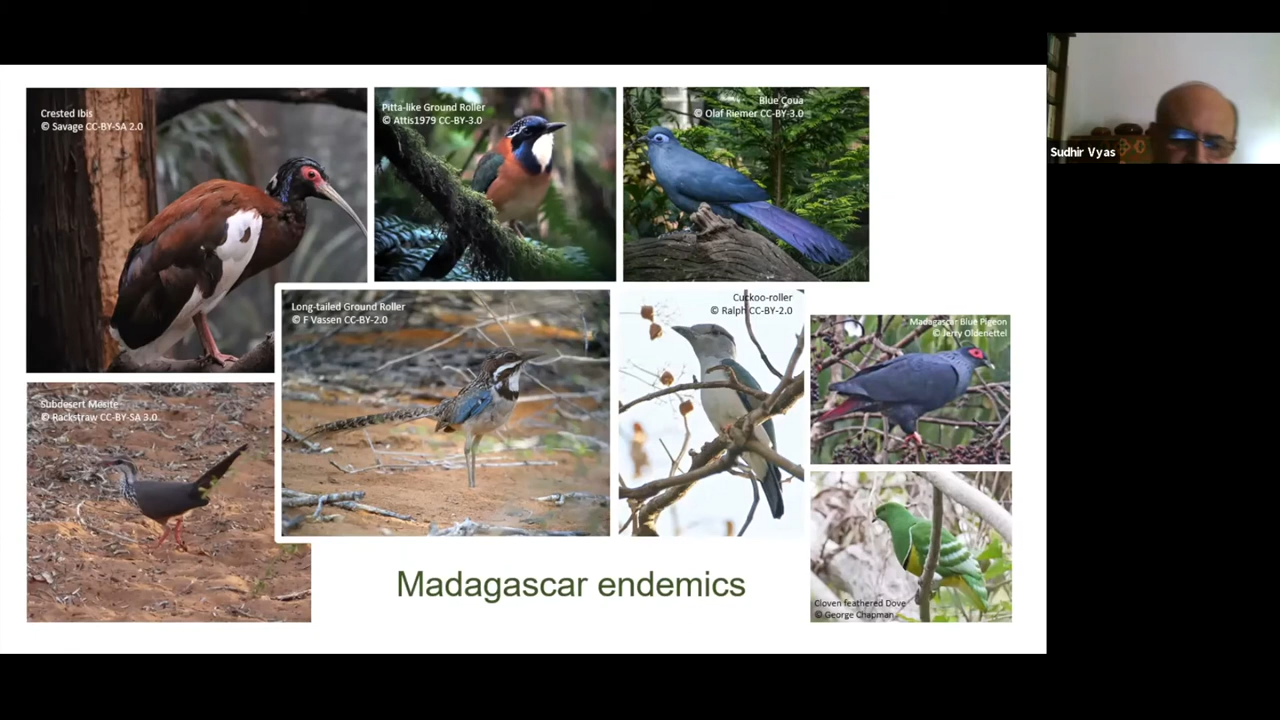 Crested Ibis
© Savage CC-BY-SA 2.0
Pitta-like Ground Roller
© Attis1979 CC-BY-3.0
Blue Coua
© Olaf Riemer CC-BY-3.0
Sudhir Vyas
Long-tailed Ground Roller
© F Vassen CC-BY-2.0
Cuckoo-roller
© Ralph CC-BY-2.0
Madagascar Blue Pigeon
© Jerry Oldenettel
Subdesert Mesite
© Rackstraw CC-BY-SA 3.0
Cloven feathered Dove
© George Chapman
Madagascar endemics